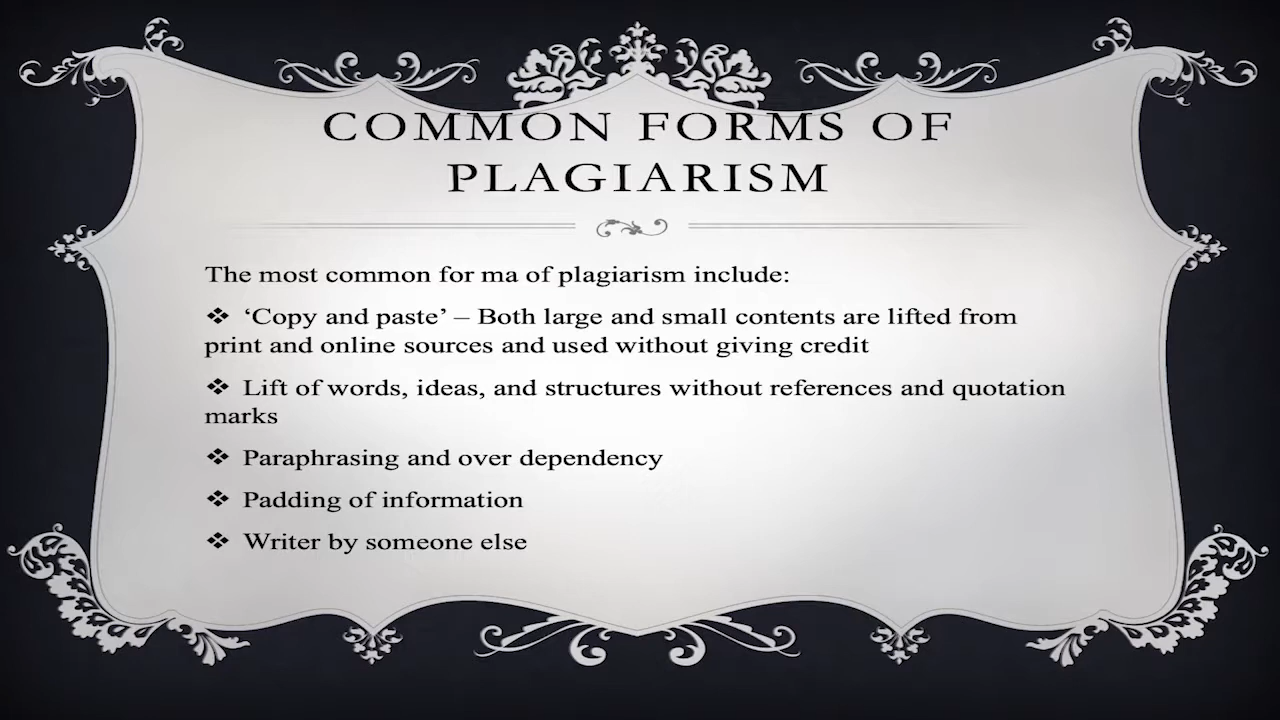 COMMON FORMS OF
PLAGIARISM
The most common for ma of plagiarism include:
❖ ‘Copy and paste’ – Both large and small contents are lifted from
print and online sources and used without giving credit
❖ Lift of words, ideas, and structures without references and quotation
marks
❖ Paraphrasing and over dependency
❖ Padding of information
❖ Writer by someone else